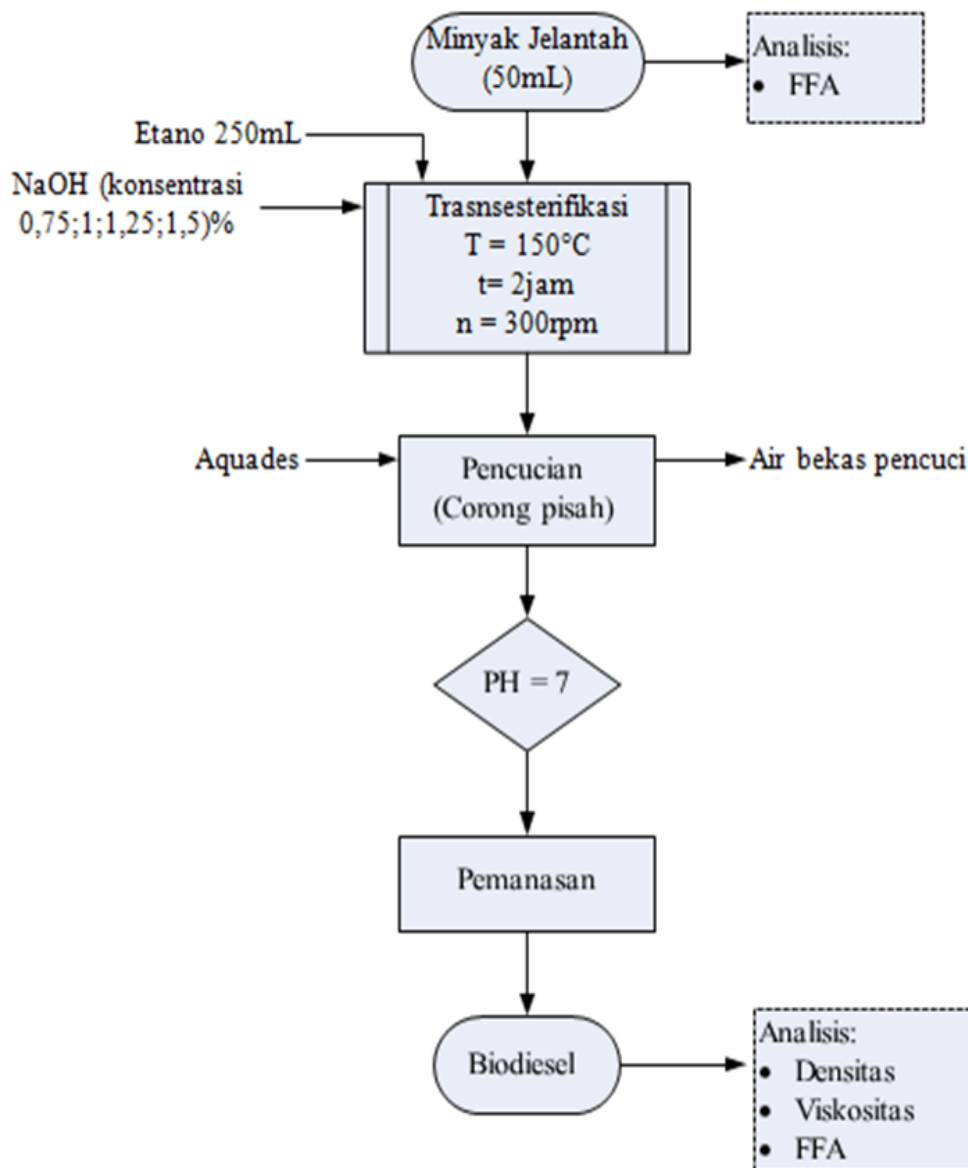 Minyak Jelantah
(50mL)
Analisis:
• FFA
Etano 250mL
NaOH (konsentrasi
0,75;1;1,25;1,5)%
Trasnsesterifikasi
T = 150°C
t= 2jam
n = 300rpm
Aquades
Pencucian
(Corong pisah)
Air bekas pencuci
PH = 7
Pemanasan
Biodiesel
Analisis:
• Densitas
• Viskositas
• FFA